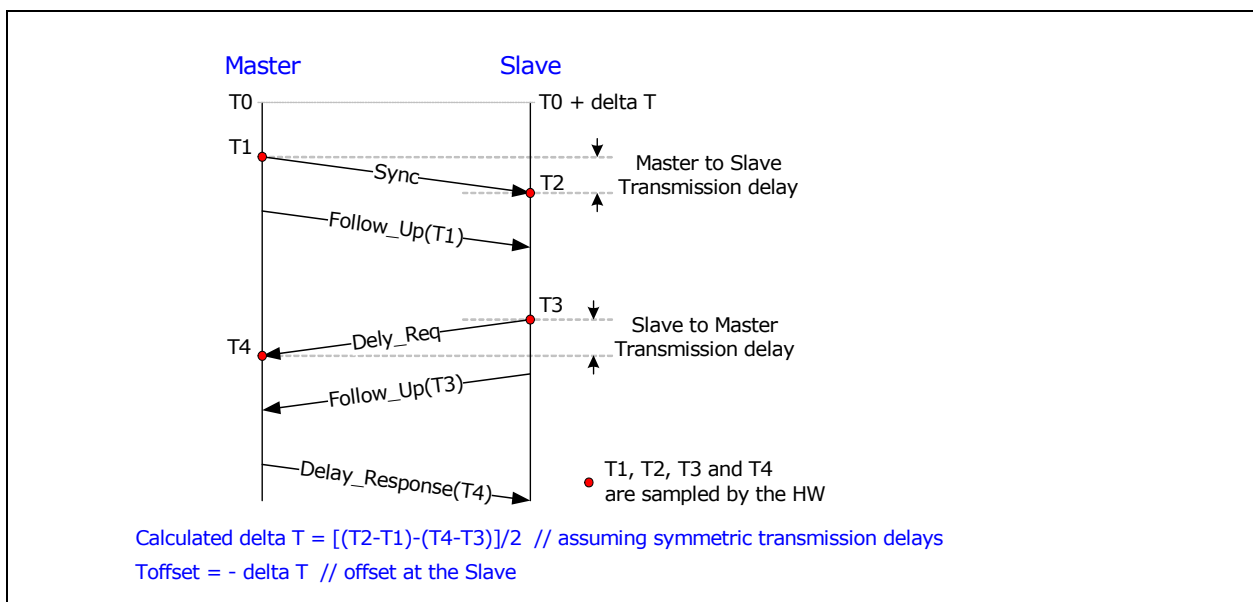 Master Slave
T0 T0 + delta T
T1
Master to Slave
Transmission delay
Sync
T2
Follow_Up(T1)
T3
Slave to Master
Transmission delay
Dely_Req
T4
Follow_Up(T3)
Delay_Response(T4)
T1, T2, T3 and T4
are sampled by the HW
Calculated delta T = [(T2-T1)-(T4-T3)]/2 // assuming symmetric transmission delays
Toffset = - delta T // offset at the Slave